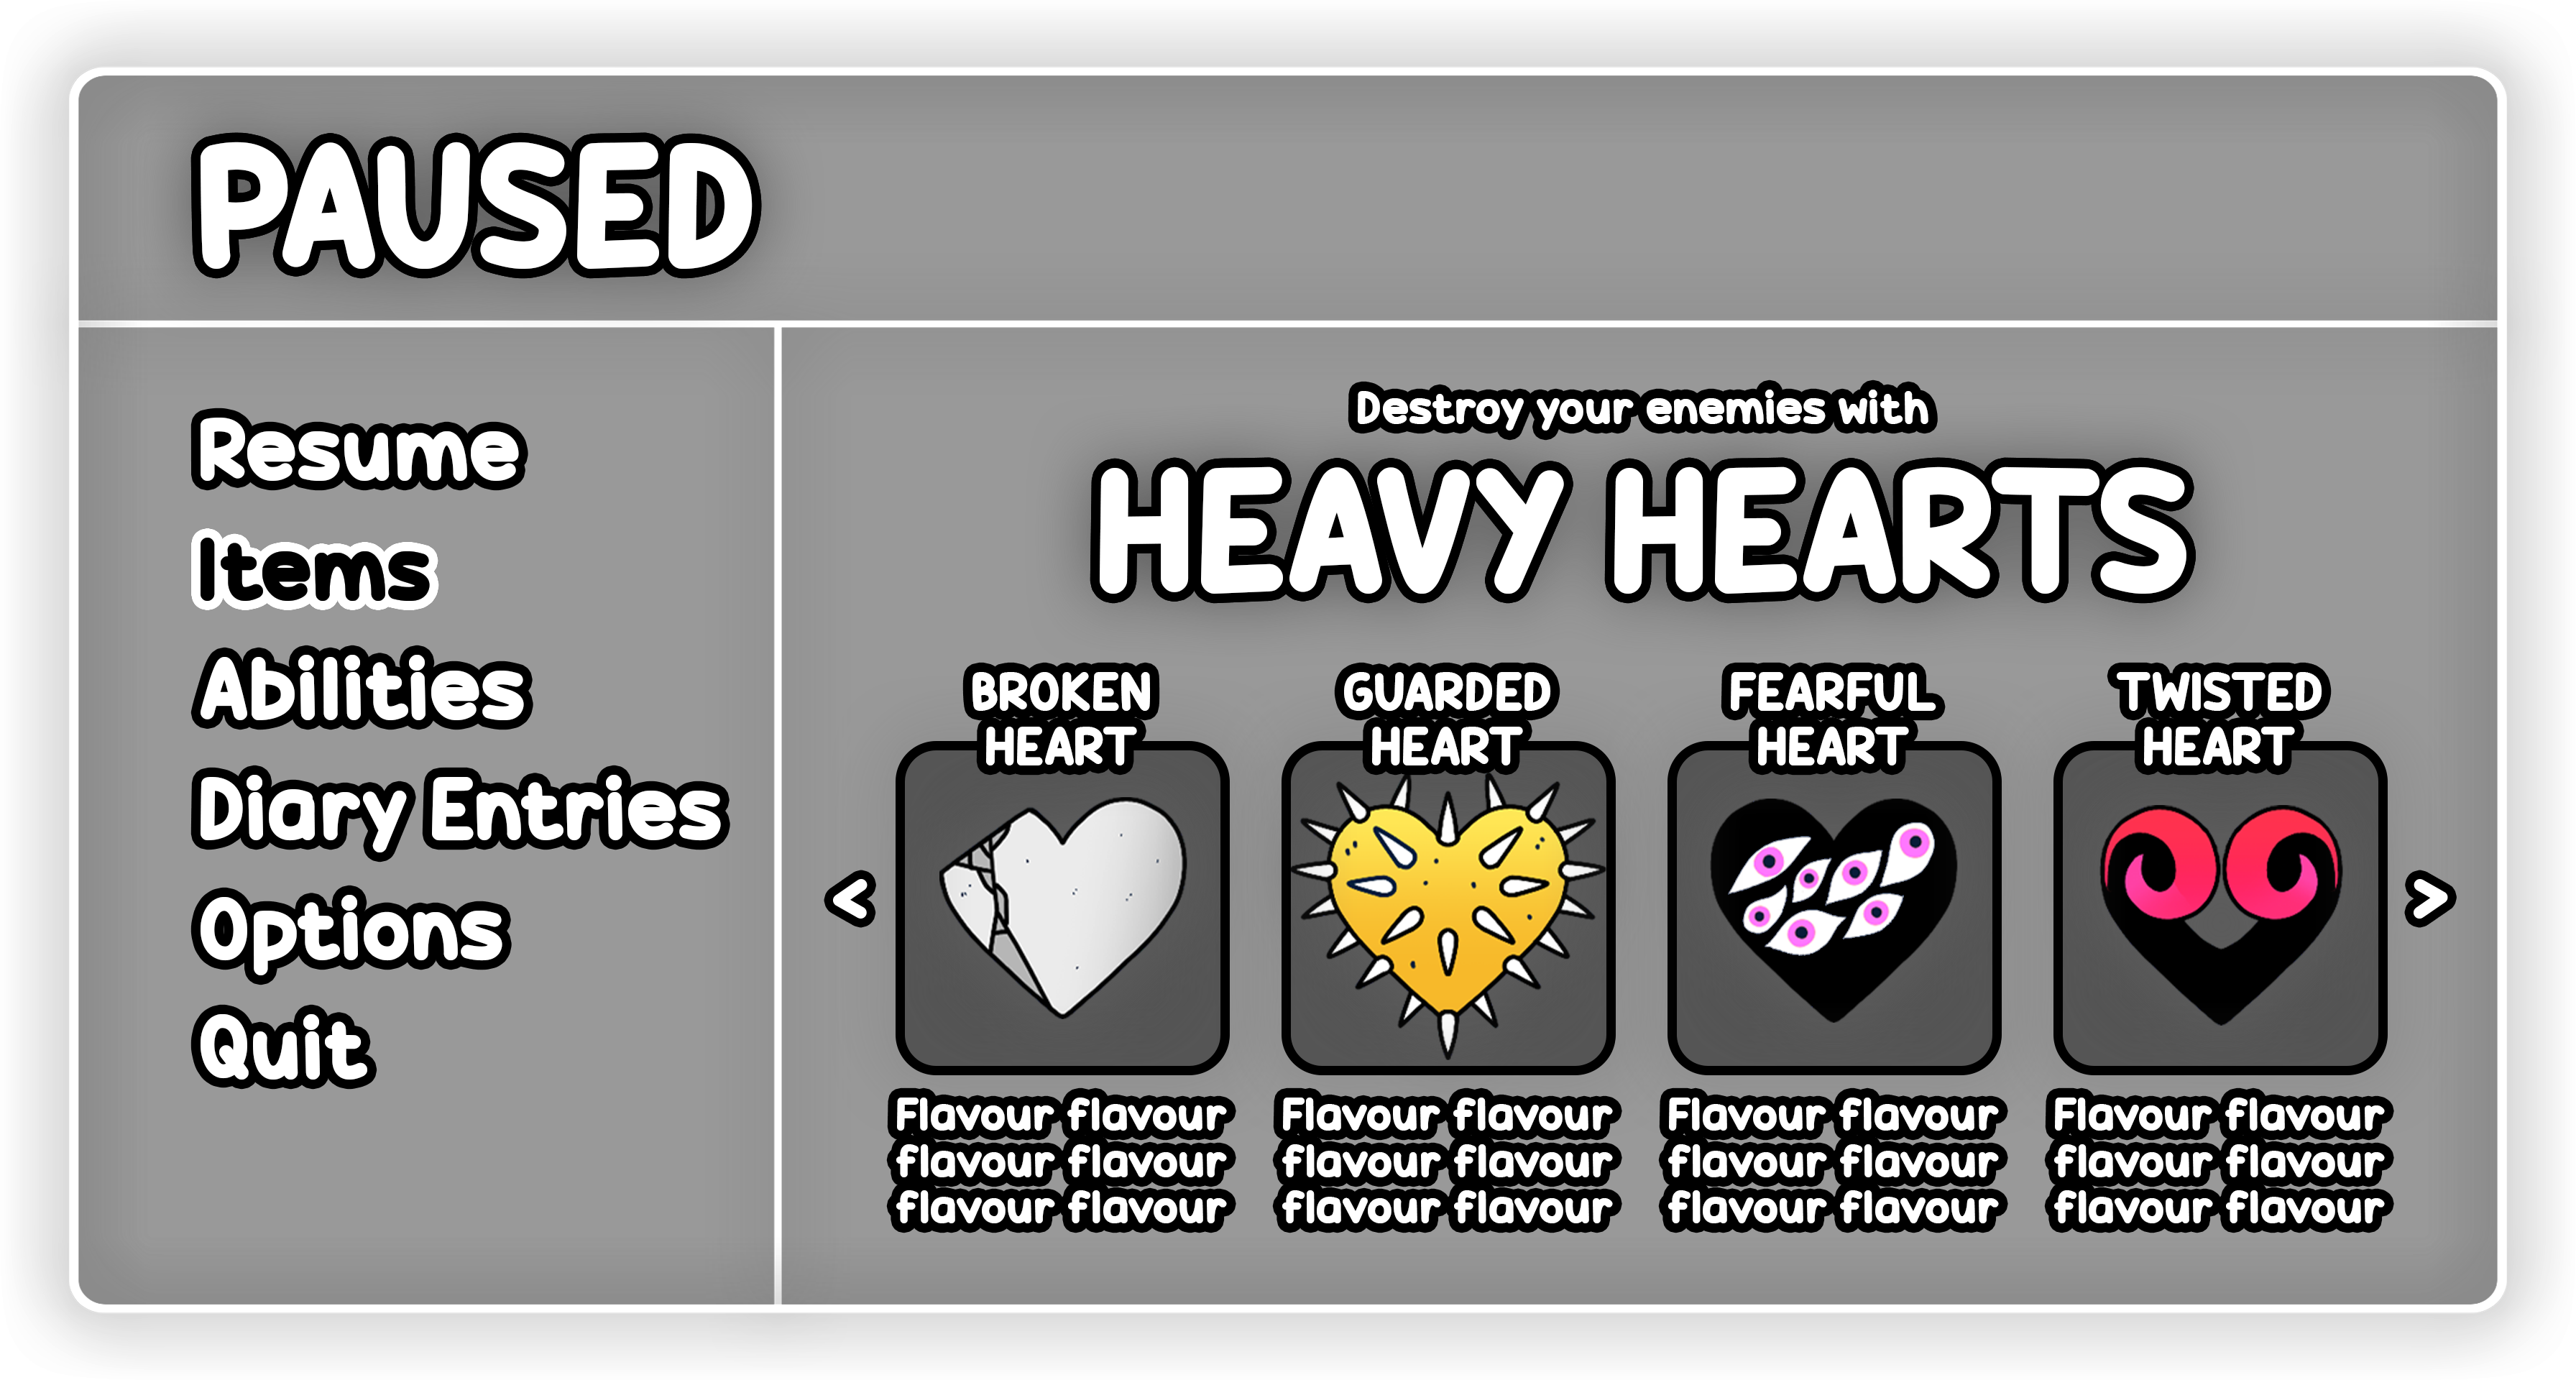 PAUSED
Resume
Items
Abilities
Diary Entries
Options
Quit
Destroy your enemies with
HEAVY HEARTS
BROKEN
HEART
GUARDED
HEART
FEARFUL
HEART
TWISTED
HEART
<
>
Flavour flavour
flavour flavour
flavour flavour
Flavour flavour
flavour flavour
flavour flavour
Flavour flavour
flavour flavour
flavour flavour
Flavour flavour
flavour flavour
flavour flavour